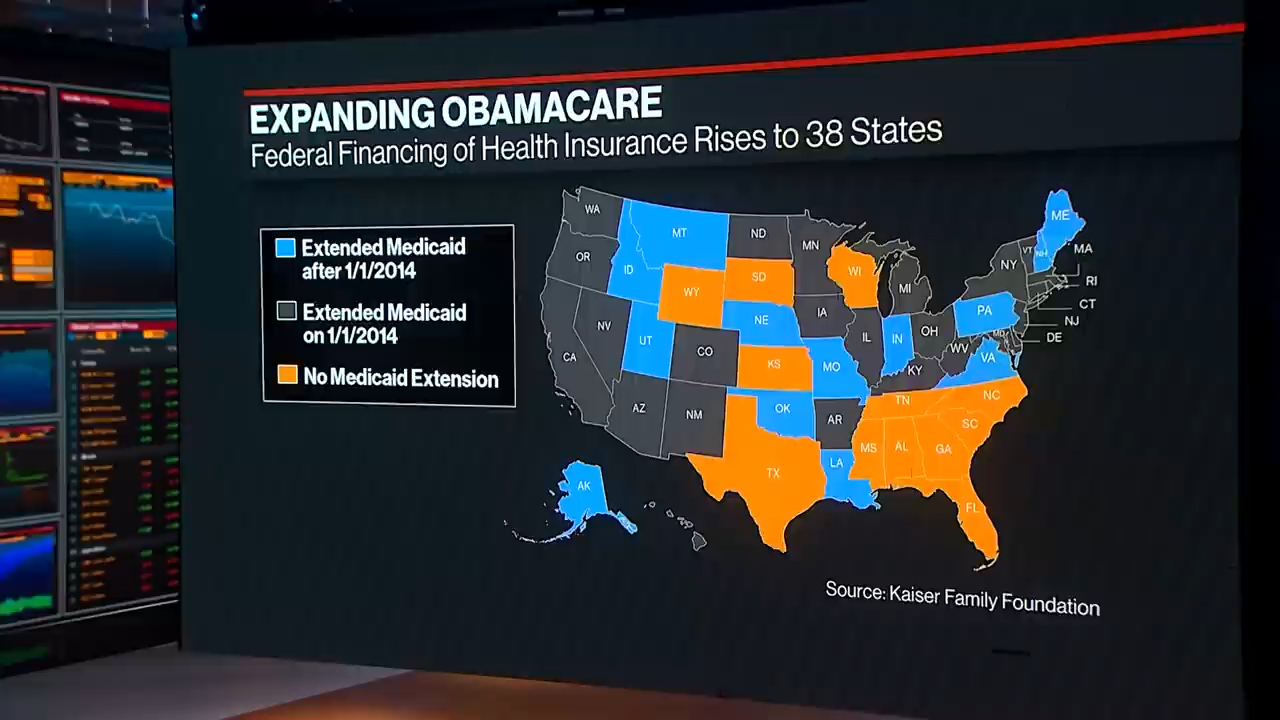 EXPANDING OBAMACARE
Federal Financing of Health Insurance Rises to 38 States
Extended Medicaid
after 1/1/2014
Extended Medicaid
on 1/1/2014
No Medicaid Extension
WA
MT
ND
MN
ME
OR
ID
SD
WI
VT
NH
MA
NY
WY
MI
RI
NV
NE
IA
PA
CT
UT
CO
IL
IN
OH
NJ
MD
DE
CA
KS
MO
WV
VA
KY
AZ
NM
OK
AR
TN
NC
SC
TX
LA
MS
AL
GA
FL
AK
Source: Kaiser Family Foundation